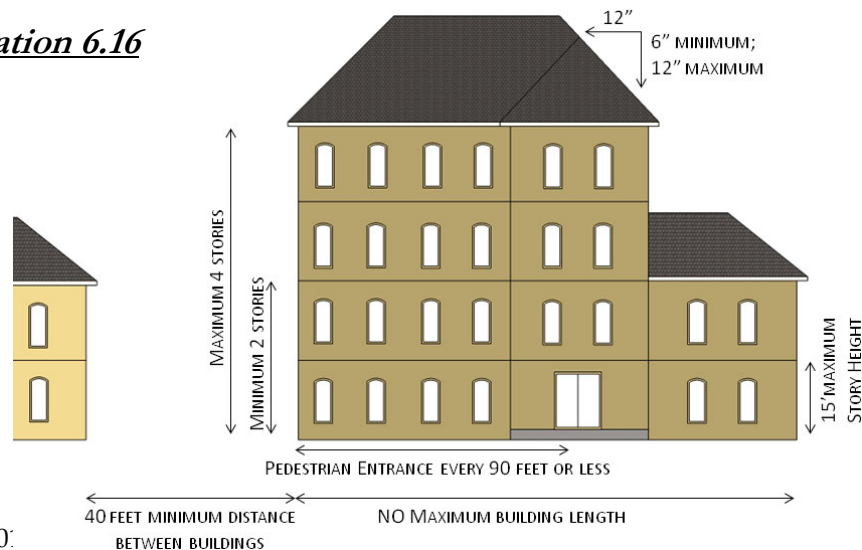 ation 6.16
12”
6” MINIMUM;
12” MAXIMUM
MAXIMUM 4 STORIES
MINIMUM 2 STORIES
15’MAXIMUM
STORY HEIGHT
PEDESTRIAN ENTRANCE EVERY 90 FEET OR LESS
40 FEET MINIMUM DISTANCE
BETWEEN BUILDINGS
NO MAXIMUM BUILDING LENGTH